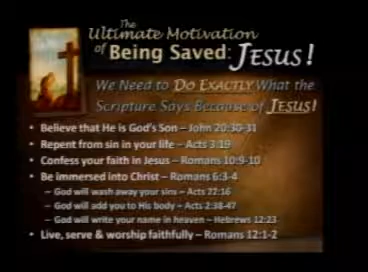 The
Ultimate Motivation
of Being Saved: JESUS!
We Need to DO EXACTLY What the
Scripture Says Because of JESUS!
• Believe that He is God's Son – John 20:30-31
• Repent from sin in your life – Acts 3:19
• Confess your faith in Jesus – Romans 10:9-10
• Be immersed into Christ – Romans 6:3-4
– God will wash away your sins – Acts 22:16
– God will add you to His body – Acts 2:38-47
– God will write your name in heaven – Hebrews 12:23
• Live, serve & worship faithfully – Romans 12:1-2